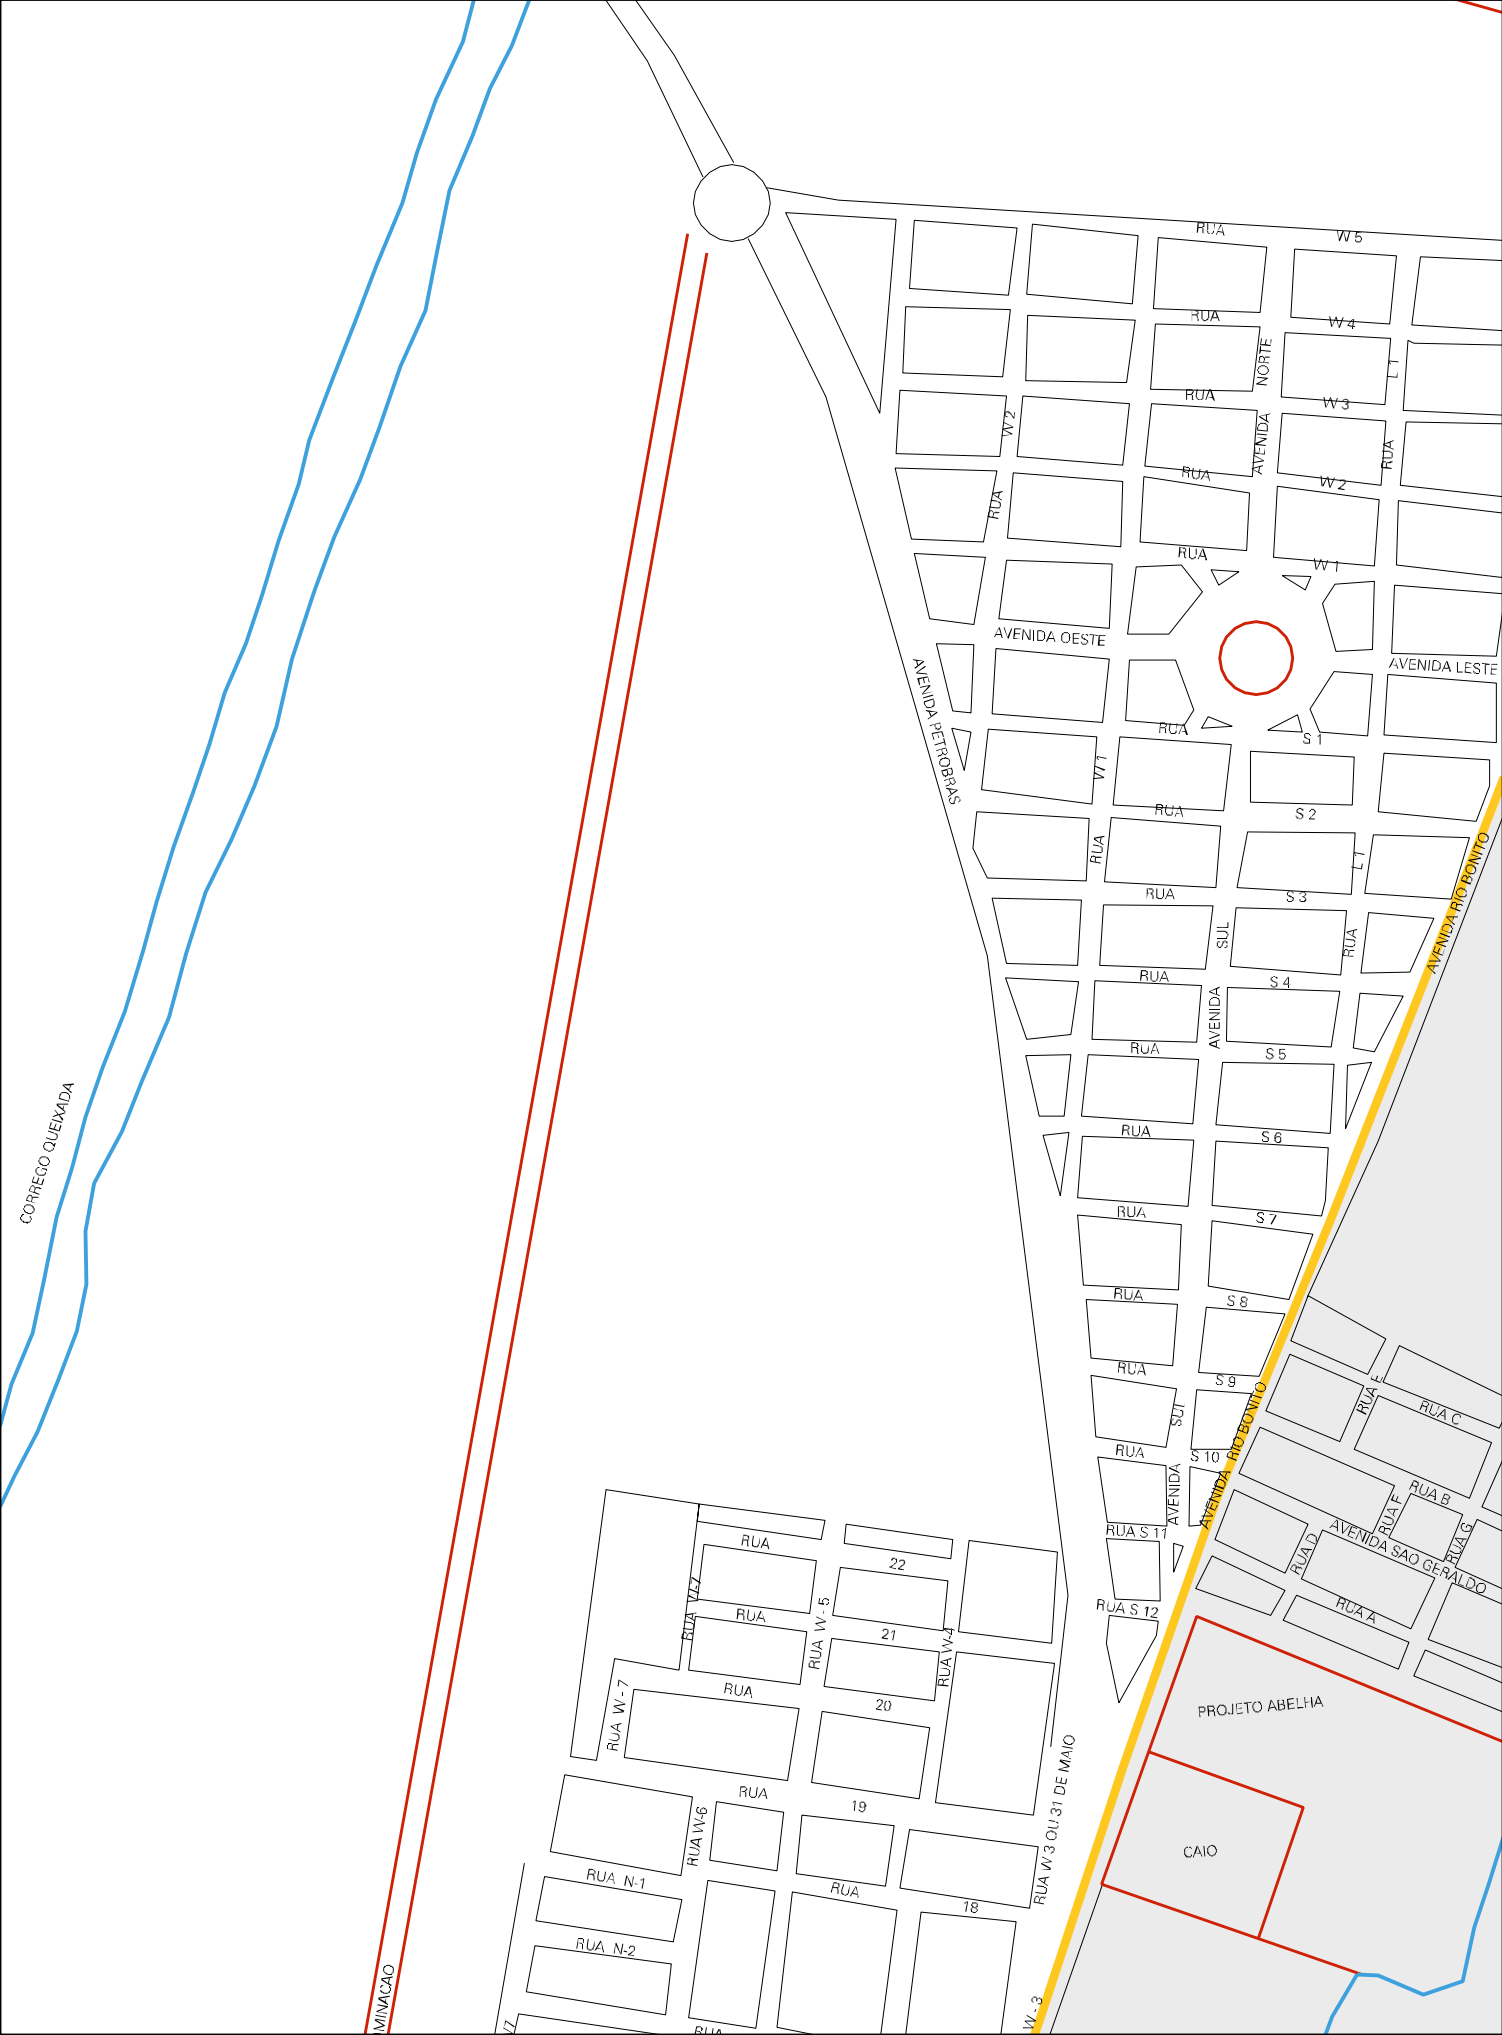 RUA W 5
RUA W 4
NORTE
L 1
RUA W 3
W 2
AVENIDA
RUA
RUA W 2
RUA
RUA W 1
AVENIDA OESTE
AVENIDA LESTE
AVENIDA PETROBRAS
RUA S 1
RUA S 2
RUA
L 1
AVENIDA RIO BONITO
RUA S 3
SUL
RUA
RUA S 4
AVENIDA
RUA S 5
CORREGO QUEIXADA
RUA S 6
RUA S 7
RUA S 8
RUA S 9
RUA E
RUA C
SUL
AVENIDA RIO BONITO
RUA S 10
AVENIDA
RUA B
RUA F
RUA G
RUA S 11
AVENIDA SAO GERALDO
RUA D
RUA 22
RUA A
RUA S 12
RUA 21
RUA W - 5
RUA W-4
RUA 20
RUA W - 7
PROJETO ABELHA
RUA 19
RUA W-6
RUA W 3 OU 31 DE MAIO
CAIO
RUA N-1
RUA 18
RUA N-2
MINACAO
W - 3
RUA